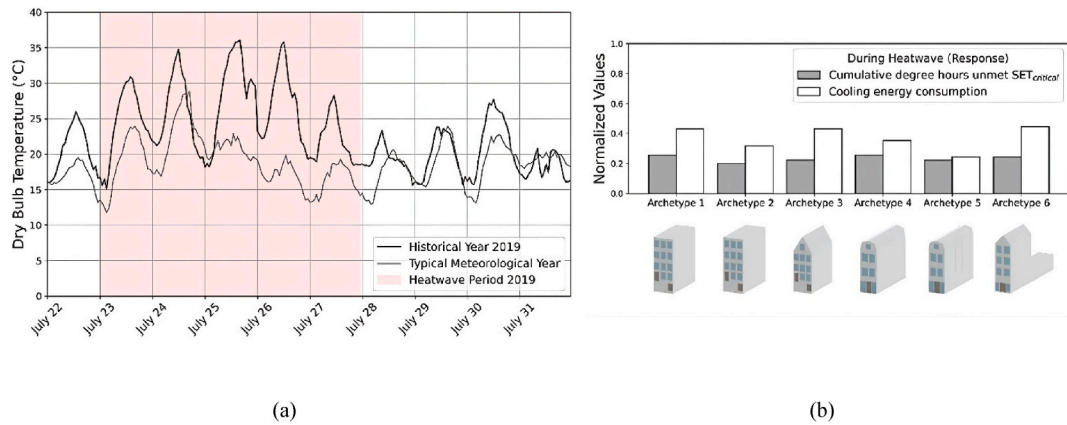 40
35
30
25
20
15
10
5
0
Dry Bulb Temperature (°C)
Historical Year 2019
Typical Meteorological Year
Heatwave Period 2019
July 22
July 23
July 24
July 25
July 26
July 27
July 28
July 29
July 30
July 31
(a)
1.0
0.8
0.6
0.4
0.2
0.0
Normalized Values
During Heatwave (Response)
Cumulative degree hours unmet SETcritical
Cooling energy consumption
Archetype 1 Archetype 2 Archetype 3 Archetype 4 Archetype 5 Archetype 6
(b)